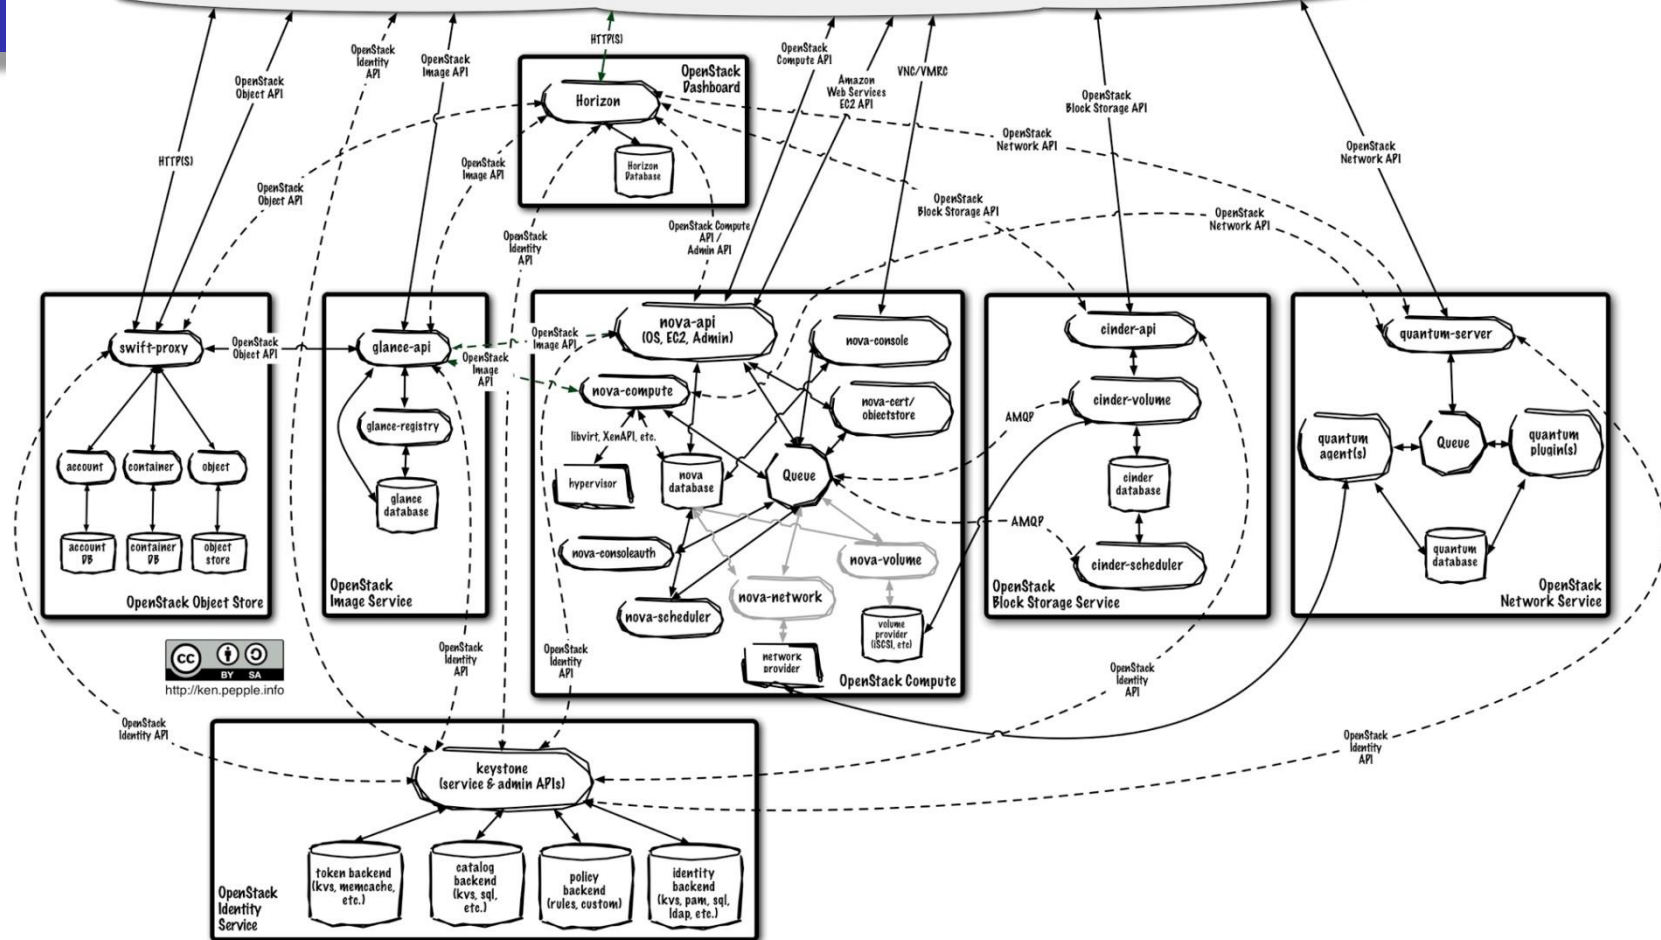 HTTP(S)
OpenStack
Object API
OpenStack
Identity
API
OpenStack
Image API
HTTP(S)
OpenStack
Dashboard
Horizon
Horizon
Database
OpenStack
Compute API
Amazon
Web Services
EC2 API
VNC/VMRC
OpenStack
Block Storage API
OpenStack
Network API
OpenStack
Network API
OpenStack
Object API
OpenStack
Image API
OpenStack
Identity
API
OpenStack Compute
API /
Admin API
OpenStack
Block Storage API
OpenStack
Network API
swift-proxy
OpenStack
Object API
account
container
object
account
DB
container
DB
object
store
OpenStack Object Store
glance-api
glance-registry
glance
database
OpenStack
Image Service
OpenStack
Image API
OpenStack
Image
API
nova-api
(OS, EC2, Admin)
nova-console
nova-compute
nova-cert/
objectstore
libvirt, XenAPI, etc.
hypervisor
nova
database
Queue
nova-consoleauth
nova-volume
nova-network
nova-scheduler
volume
provider
(iSCSI, etc)
network
provider
OpenStack Compute
AMQP
AMQP
cinder-api
cinder-volume
cinder
database
cinder-scheduler
OpenStack
Block Storage Service
quantum-server
quantum
agent(s)
Queue
quantum
plugin(s)
quantum
database
OpenStack
Network Service
cc
BY SA
http://ken.pepple.info
OpenStack
Identity API
OpenStack
Identity
API
OpenStack
Identity
API
OpenStack
Identity
API
OpenStack
Identity
API
keystone
(service & admin APIs)
token backend
(kvs, memcache,
etc.)
catalog
backend
(kvs, sql,
etc.)
policy
backend
(rules, custom)
identity
backend
(kvs, pam, sql,
ldap, etc.)
OpenStack
Identity
Service